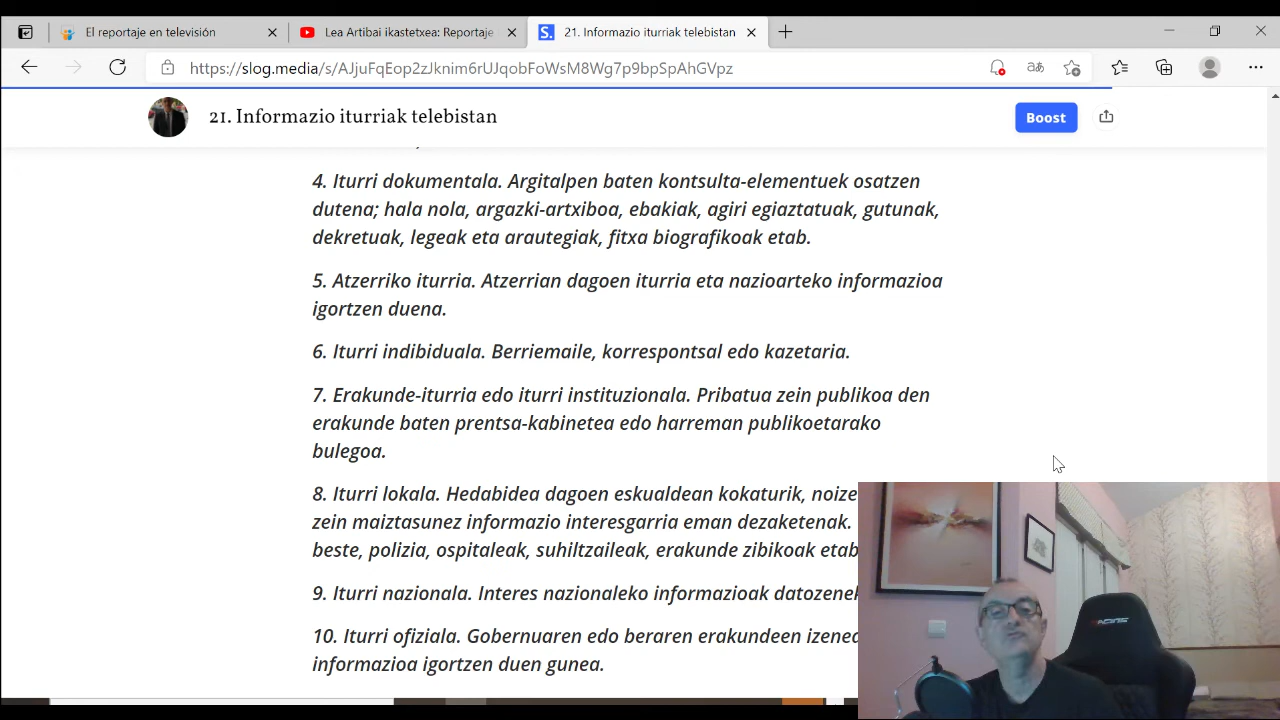 El reportaje en televisión
Lea Artibai ikastetxea: Reportaje
21. Informazio iturriak telebistan
https://slog.media/s/AJjuFqEop2zJknim6rUJqobFoWsM8Wg7p9bpSpAhGVpz
21. Informazio iturriak telebistan
Boost
4. Iturri dokumentala. Argitalpen baten kontsulta-elementuek osatzen
dutena; hala nola, argazki-artxiboa, ebakiak, agiri egiaztatuak, gutunak,
dekretuak, legeak eta arautegiak, fitxa biografikoak etab.
5. Atzerriko iturria. Atzerrian dagoen iturria eta nazioarteko informazioa
igortzen duena.
6. Iturri indibiduala. Berriemaile, korrespontsal edo kazetaria.
7. Erakunde-iturria edo iturri instituzionala. Pribatua zein publikoa den
erakunde baten prentsa-kabinetea edo harreman publikoetarako
bulegoa.
8. Iturri lokala. Hedabidea dagoen eskualdean kokaturik,
zein maiztasunez informazio interesgarria eman dezaketenak.
beste, polizia, ospitaleak, suhiltzaileak, erakunde zibikoak etab
9. Iturri nazionala. Interes nazionaleko informazioak
10. Iturri ofiziala. Gobernuaren edo beraren erakundeen
informazioa igortzen duen gunea.